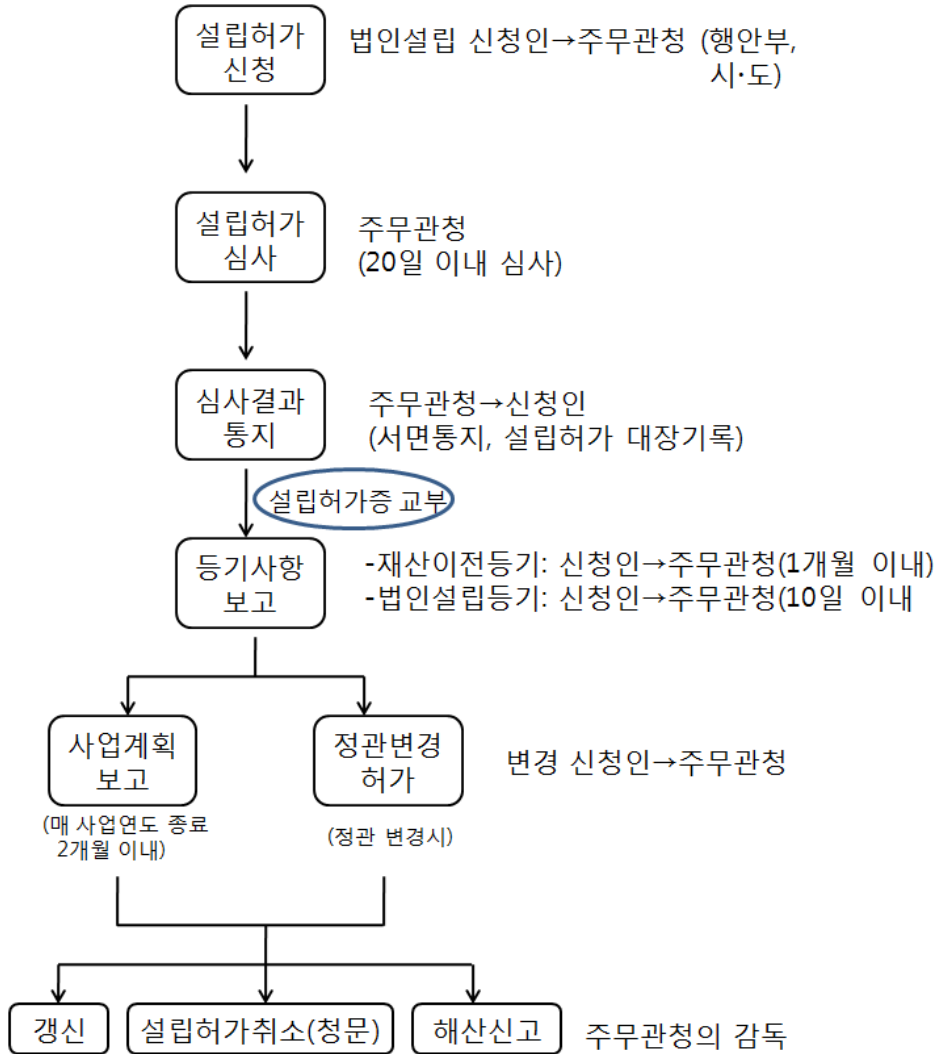 설립허가
신청
법인설립 신청인→주무관청 (행안부,
시·도)
설립허가
심사
주무관청
(20일 이내 심사)
심사결과
통지
주무관청→신청인
(서면통지, 설립허가 대장기록)
설립허가증 교부
등기사항
보고
-재산이전등기: 신청인→주무관청(1개월 이내)
-법인설립등기: 신청인→주무관청(10일 이내
사업계획
보고
(매 사업연도 종료
2개월 이내)
정관변경
허가
(정관 변경시)
변경 신청인→주무관청
갱신
설립허가취소(청문)
해산신고
주무관청의 감독